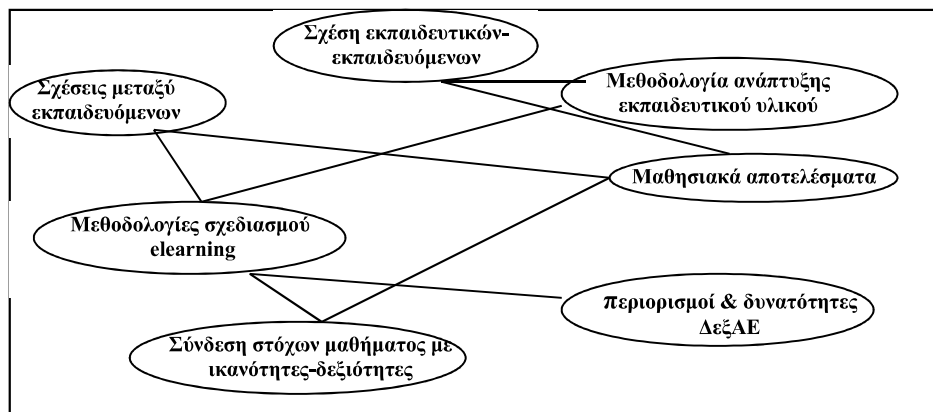 Σχέση εκπαιδευτικών-
εκπαιδευόμενων
Σχέσεις μεταξύ
εκπαιδευόμενων
Μεθοδολογία ανάπτυξης
εκπαιδευτικού υλικού
Μαθησιακά αποτελέσματα
Μεθοδολογίες σχεδιασμού
elearning
περιορισμοί & δυνατότητες
ΔεξΑΕ
Σύνδεση στόχων μαθήματος με
ικανότητες-δεξιότητες